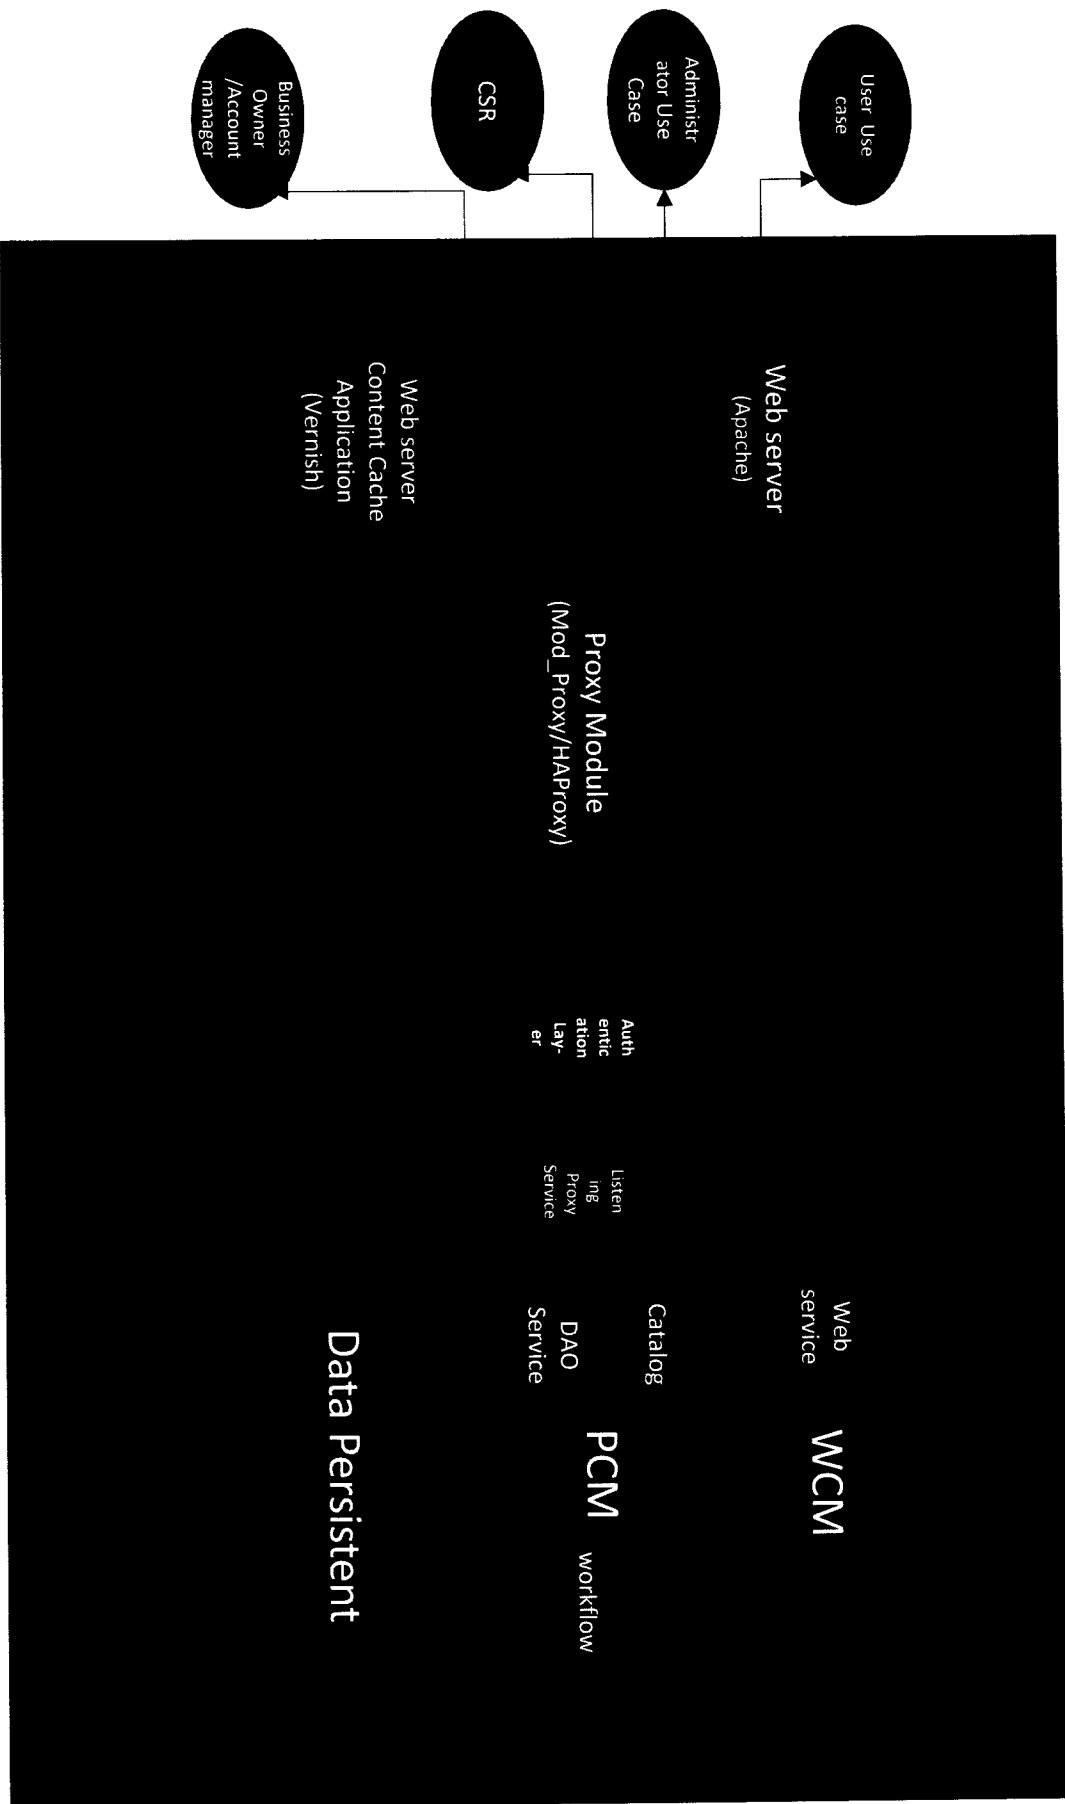 User Use
case
Administr
ator Use
Case
CSR
Business
Owner
/Account
manager
Web server
(Apache)
Web server
Content Cache
Application
(Vernish)
Proxy Module
(Mod_Proxy/HAProxy)
Auth
entic
ation
Lay-
er
Listen
ing
Proxy
Service
Web
service
WCM
Catalog
DAO
Service
PCM
workflow
Data Persistent